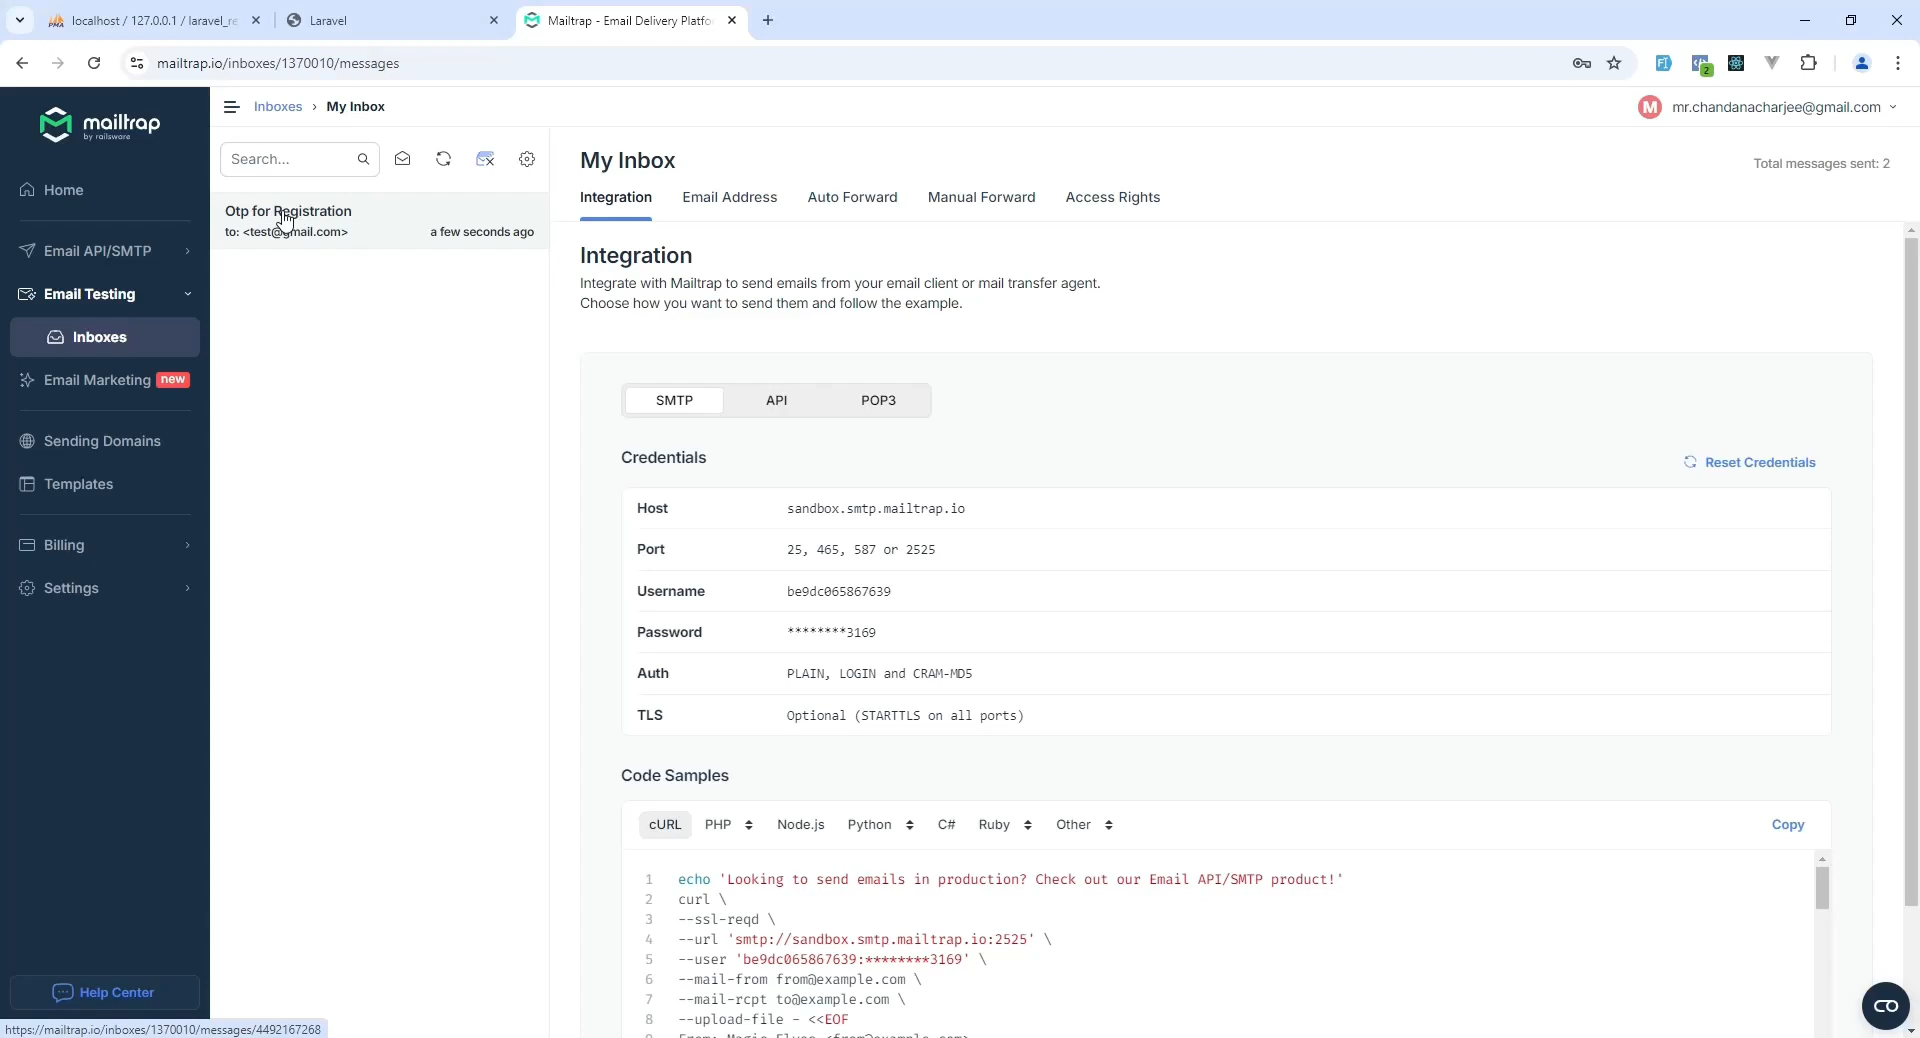 localhost / 127.0.0.1 / laravel_re
Laravel
Mailtrap - Email Delivery Platfo
mailtrap.io/inboxes/1370010/messages
2
mailtrap
by railsware
Inboxes › My Inbox
M mr.chandanacharjee@gmail.com
Search...
My Inbox
Total messages sent: 2
Home
Integration Email Address Auto Forward Manual Forward Access Rights
Otp for Registration
to: <test@gmail.com> a few seconds ago
Email API/SMTP
Email Testing
Inboxes
Email Marketing new
Sending Domains
Templates
Billing
Settings
Help Center
Integration
Integrate with Mailtrap to send emails from your email client or mail transfer agent.
Choose how you want to send them and follow the example.
SMTP API POP3
Credentials
Reset Credentials
Host sandbox.smtp.mailtrap.io
Port 25, 465, 587 or 2525
Username be9dc065867639
Password ********3169
Auth PLAIN, LOGIN and CRAM-MD5
TLS Optional (STARTTLS on all ports)
Code Samples
cURL PHP Node.js Python C# Ruby Other Copy
1 echo 'Looking to send emails in production? Check out our Email API/SMTP product!'
2 curl \
3 --ssl-reqd \
4 --url 'smtp://sandbox.smtp.mailtrap.io:2525' \
5 --user 'be9dc065867639:********3169' \
6 --mail-from from@example.com \
7 --mail-rcpt to@example.com \
8 --upload-file - <<EOF
https://mailtrap.io/inboxes/1370010/messages/4492167268